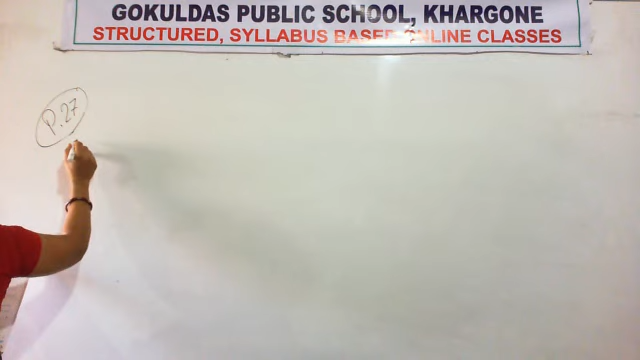 GOKULDAS PUBLIC SCHOOL, KHARGONE
STRUCTURED, SYLLABUS BASED ONLINE CLASSES
P.27